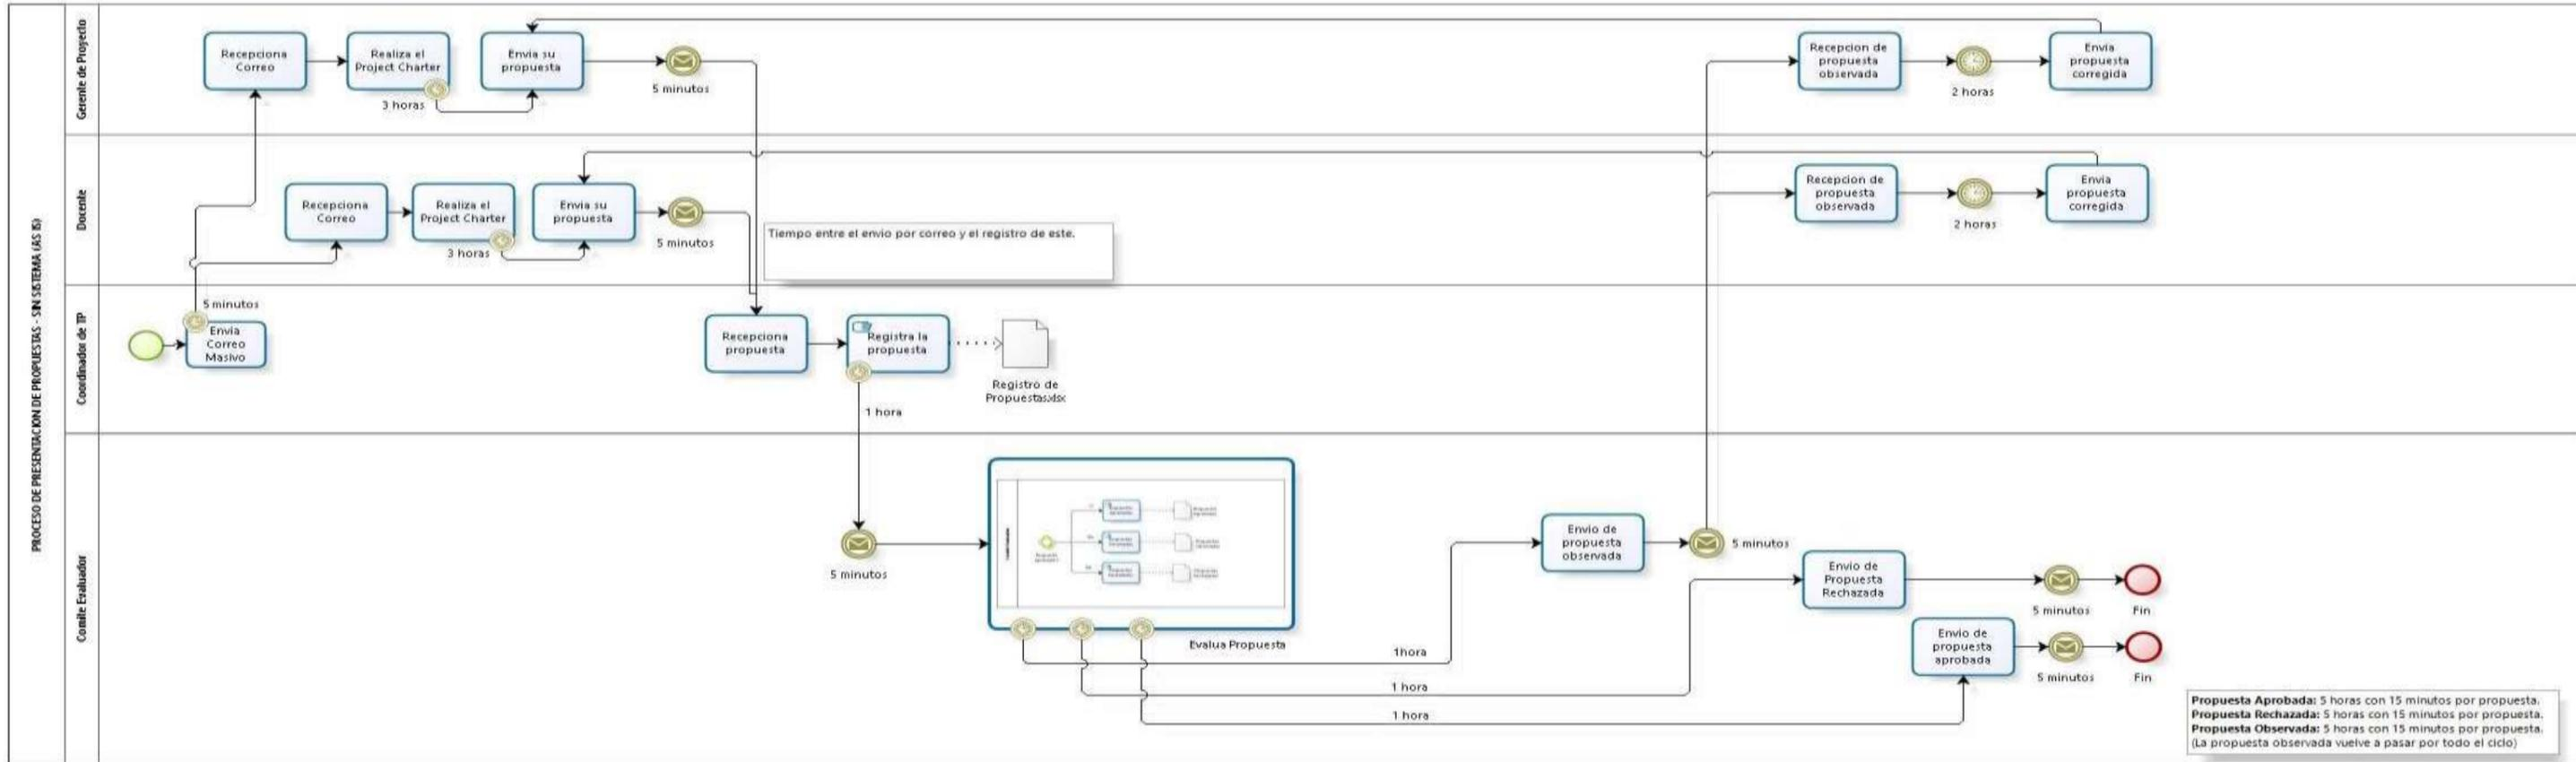 PROCESO DE PRESENTACION DE PROPUESTAS - SIN SISTEMA (AS IS)
Gerente de Proyecto
Recepciona
Correo
Realiza el
Project Charter
3 horas
Envia su
propuesta
5 minutos
Recepcion de
propuesta
observada
2 horas
Envia
propuesta
corregida
Docente
Recepciona
Correo
Realiza el
Project Charter
3 horas
Envia su
propuesta
5 minutos
Tiempo entre el envio por correo y el registro de este.
Recepcion de
propuesta
observada
2 horas
Envia
propuesta
corregida
Coordinador de TP
5 minutos
Envia
Correo
Masivo
Recepciona
propuesta
Registra la
propuesta
1 hora
Registro de
Propuestas.xlsx
Comite Evaluador
5 minutos
Evalua Propuesta
1hora
1 hora
1 hora
Envio de
propuesta
observada
5 minutos
Envio de
Propuesta
Rechazada
5 minutos
Fin
Envio de
propuesta
aprobada
5 minutos
Fin
Propuesta Aprobada: 5 horas con 15 minutos por propuesta.
Propuesta Rechazada: 5 horas con 15 minutos por propuesta.
Propuesta Observada: 5 horas con 15 minutos por propuesta.
(La propuesta observada vuelve a pasar por todo el ciclo)